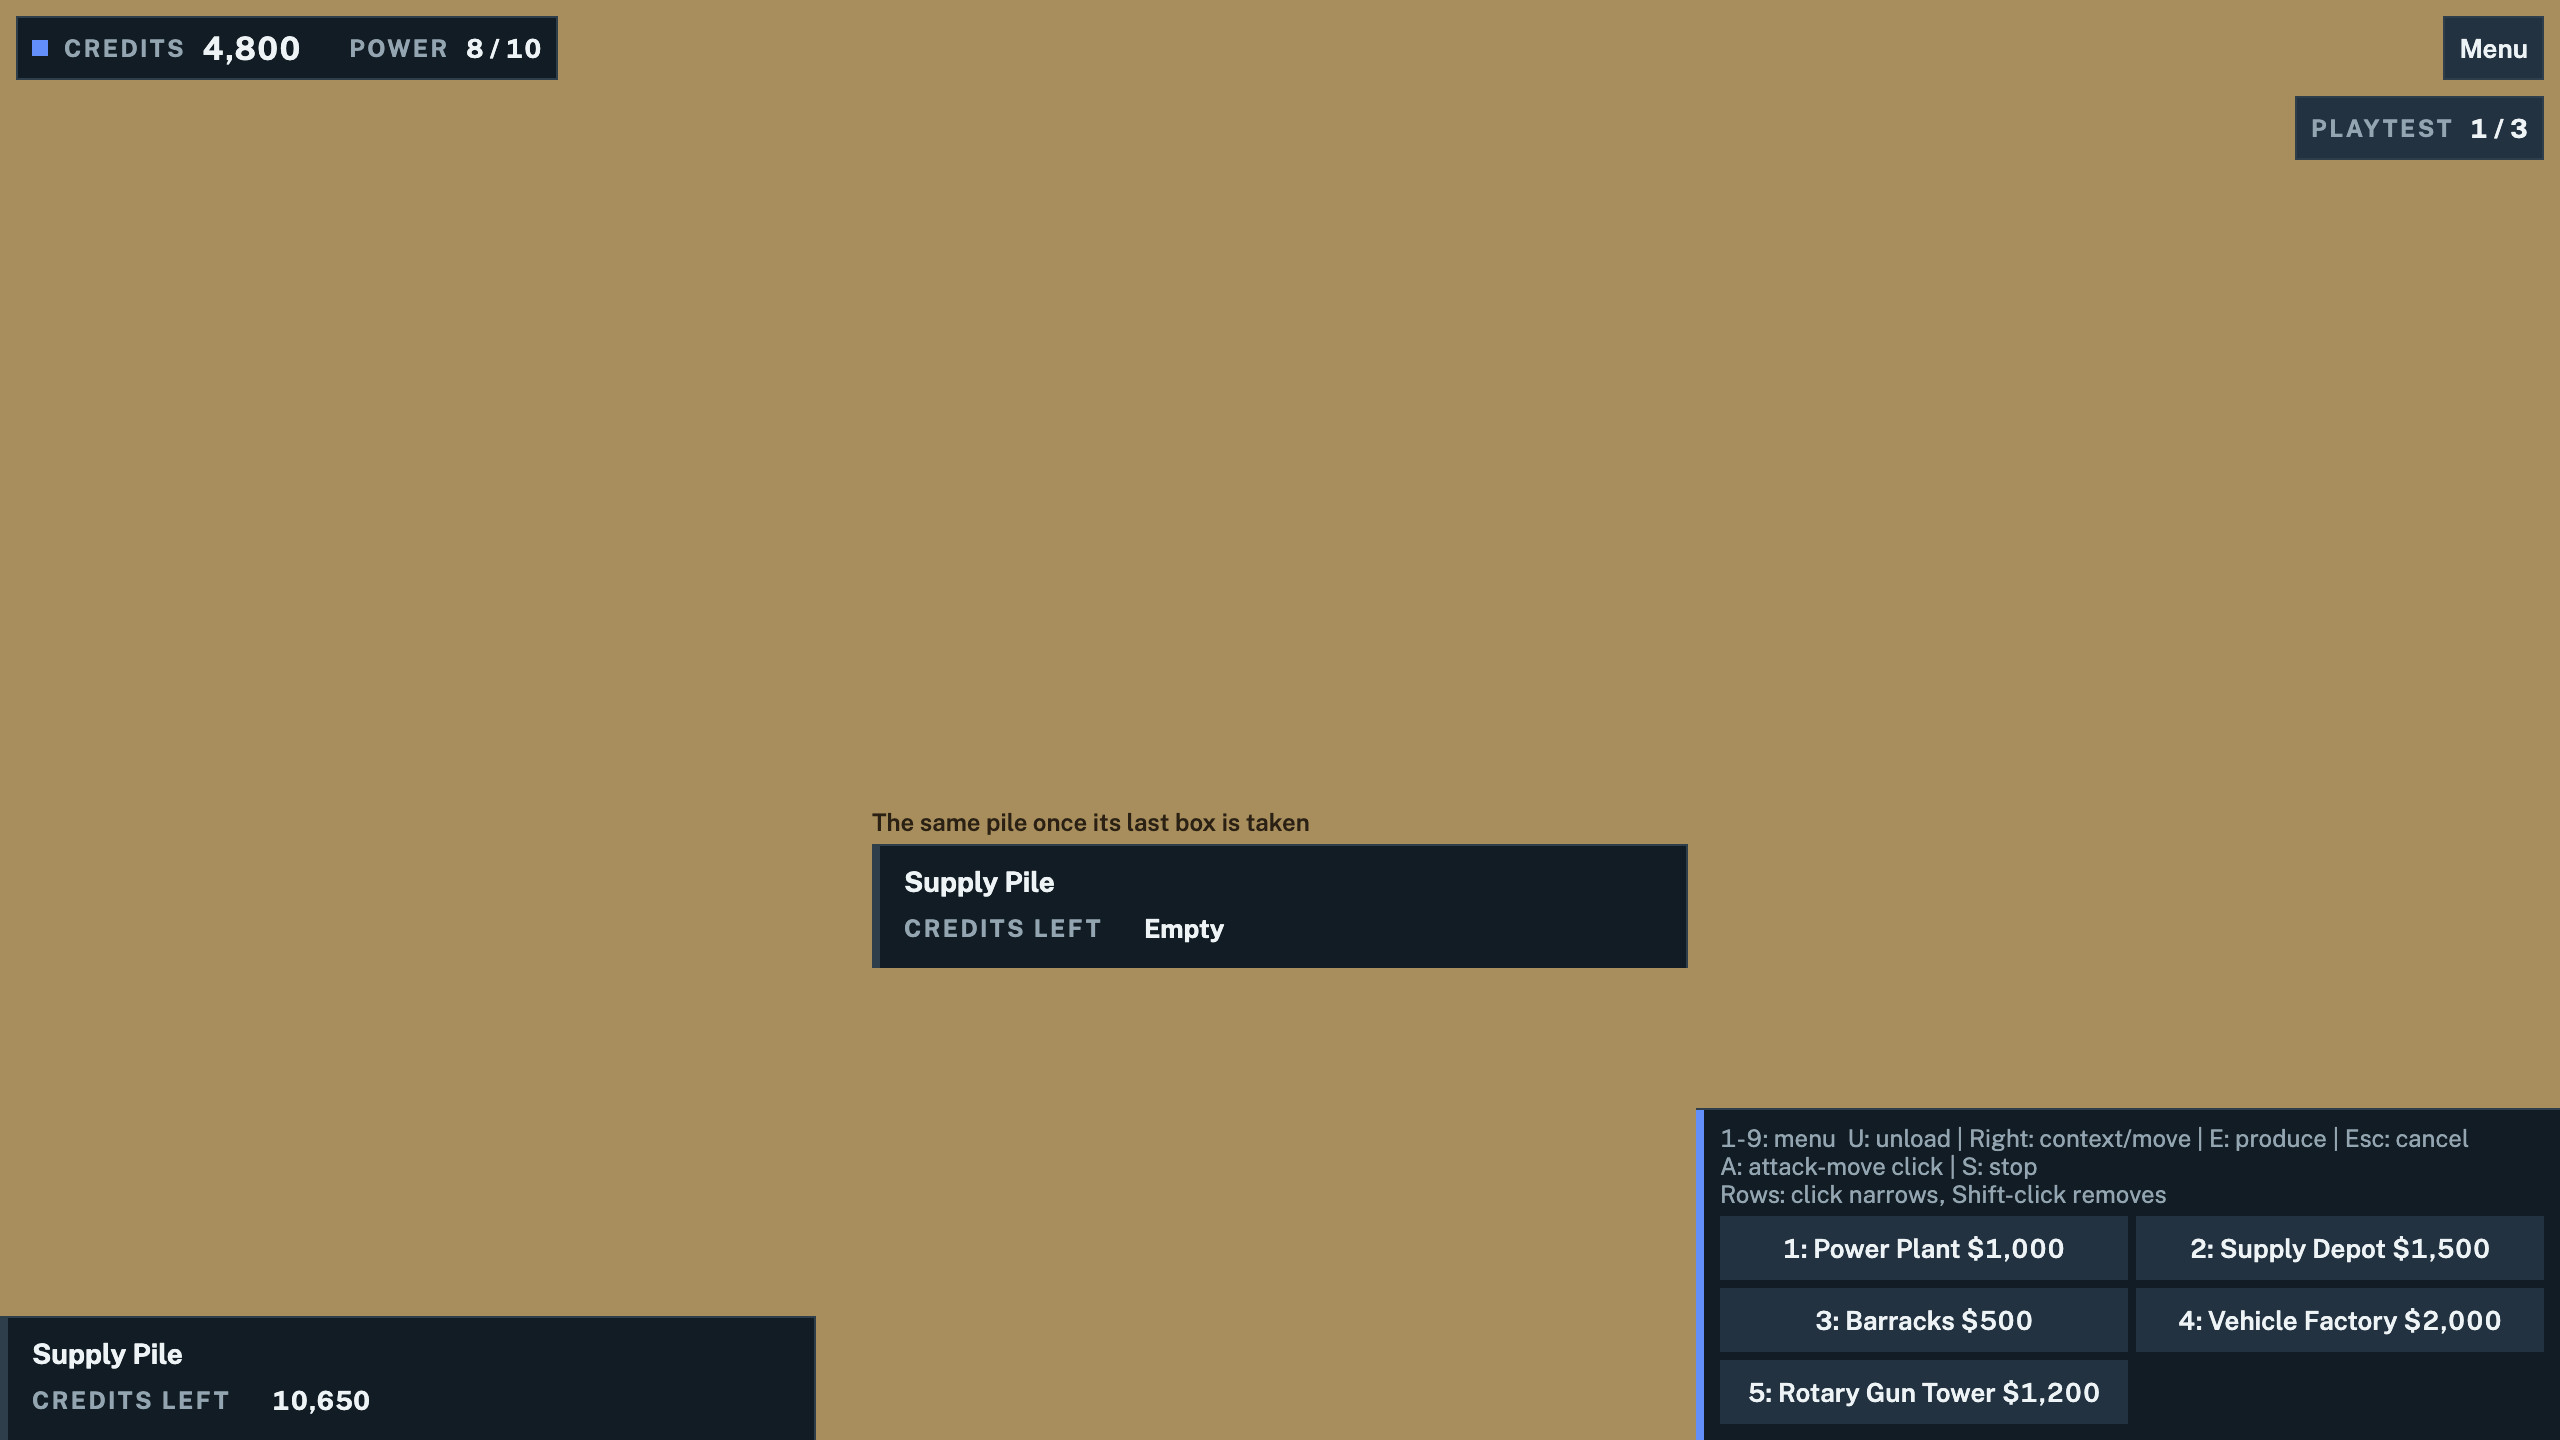 CREDITS 4,800 POWER 8 / 10
Menu
PLAYTEST 1 / 3
The same pile once its last box is taken
Supply Pile
CREDITS LEFT Empty
1-9: menu U: unload | Right: context/move | E: produce | Esc: cancel
A: attack-move click | S: stop
Rows: click narrows, Shift-click removes
1: Power Plant $1,000
2: Supply Depot $1,500
3: Barracks $500
4: Vehicle Factory $2,000
5: Rotary Gun Tower $1,200
Supply Pile
CREDITS LEFT 10,650